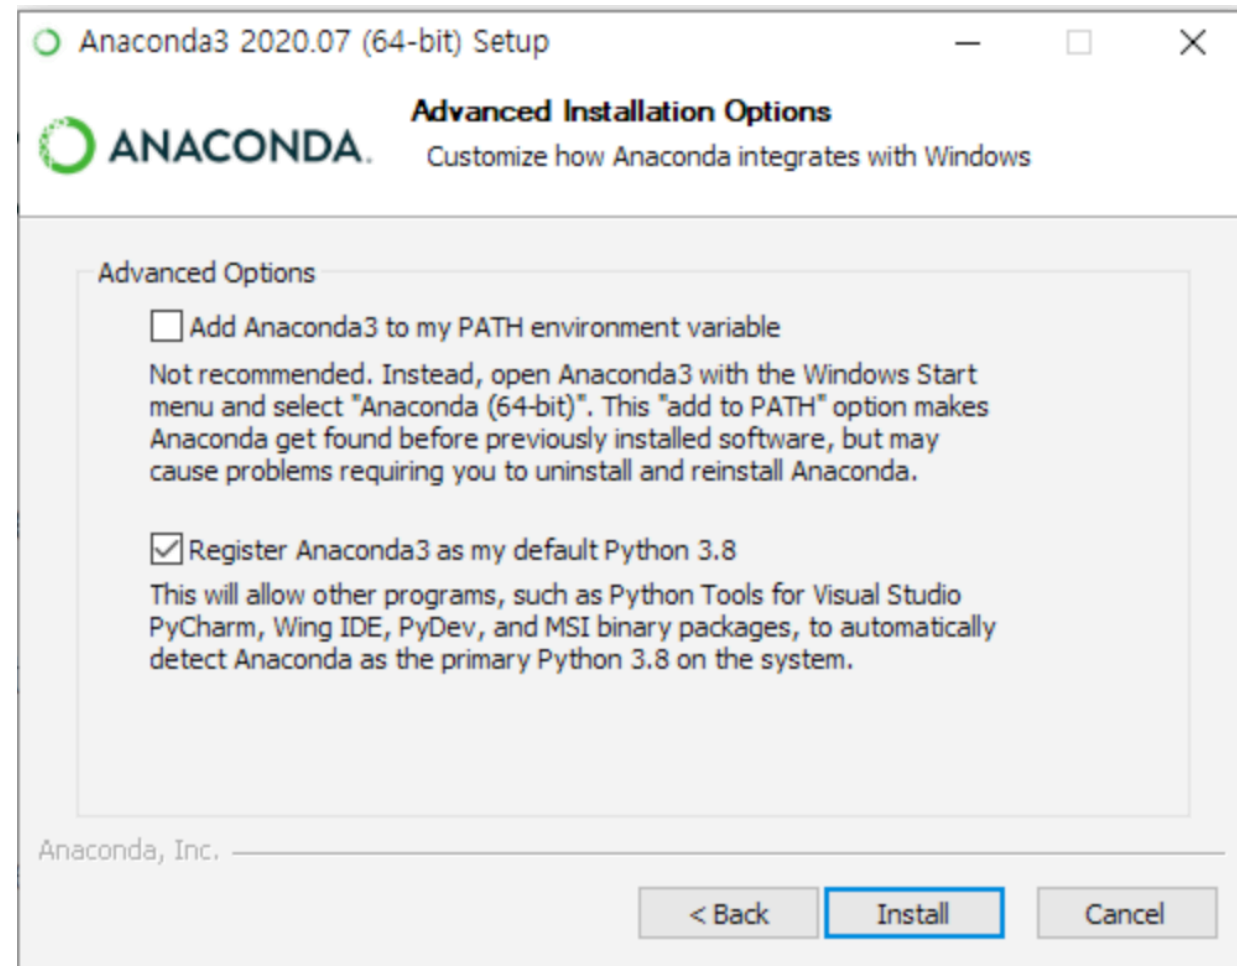 Anaconda3 2020.07 (64-bit) Setup
ANACONDA.
Advanced Installation Options
Customize how Anaconda integrates with Windows
Advanced Options
Add Anaconda3 to my PATH environment variable
Not recommended. Instead, open Anaconda3 with the Windows Start
menu and select "Anaconda (64-bit)". This "add to PATH" option makes
Anaconda get found before previously installed software, but may
cause problems requiring you to uninstall and reinstall Anaconda.
Register Anaconda3 as my default Python 3.8
This will allow other programs, such as Python Tools for Visual Studio
PyCharm, Wing IDE, PyDev, and MSI binary packages, to automatically
detect Anaconda as the primary Python 3.8 on the system.
Anaconda, Inc.
< Back Install Cancel